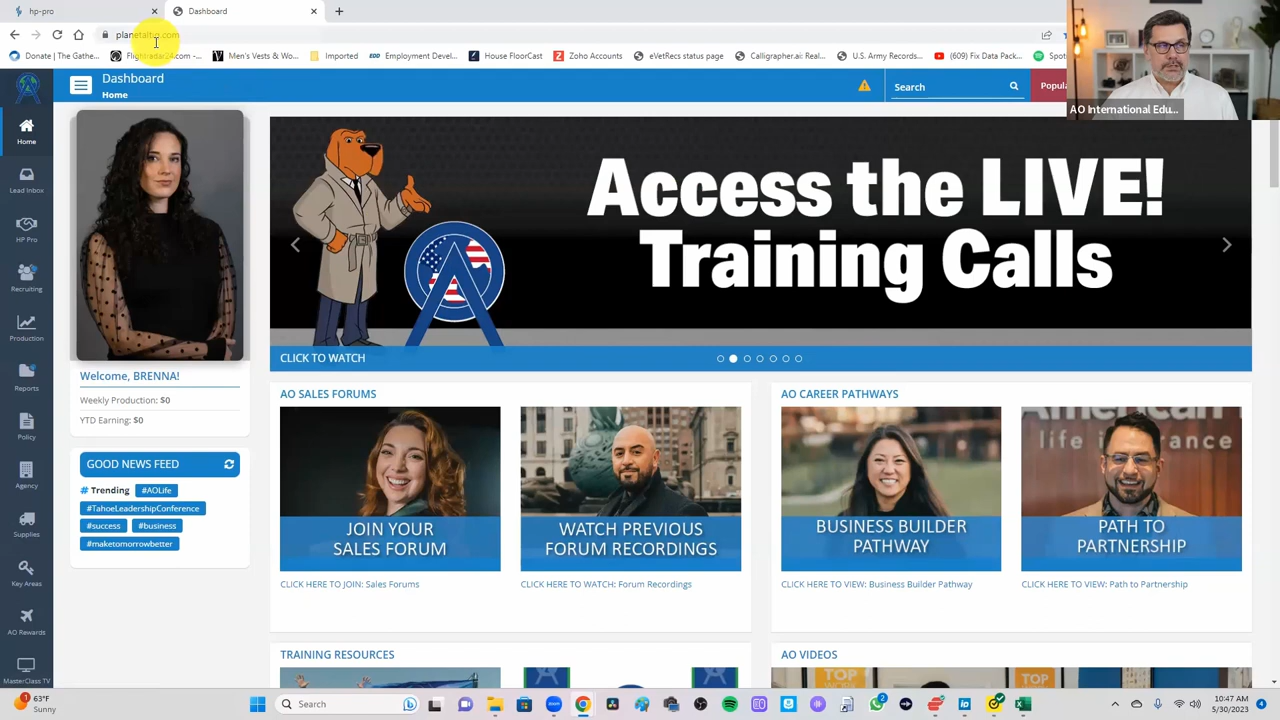 hp-pro
Dashboard
Donate | The Gathe...
Flightradar24.com -...
Men's Vests & Wo...
Imported
EDD
Employment Devel...
House FloorCast
Zoho Accounts
eVetRecs status page
Calligrapher.ai: Real...
U.S. Army Records...
(609) Fix Data Pack...
Dashboard
Home
Search
AO International Edu...
Home
Lead Inbox
HP Pro
Recruiting
Production
Reports
Policy
Agency
Supplies
Key Areas
AO Rewards
MasterClass TV
Access the LIVE!
Training Calls
CLICK TO WATCH
Welcome, BRENNA!
Weekly Production: $0
YTD Earning: $0
GOOD NEWS FEED
# Trending #AOLife
#TahoeLeadershipConference
#success #business
#maketomorrowbetter
AO SALES FORUMS
JOIN YOUR
SALES FORUM
CLICK HERE TO JOIN: Sales Forums
WATCH PREVIOUS
FORUM RECORDINGS
CLICK HERE TO WATCH: Forum Recordings
AO CAREER PATHWAYS
BUSINESS BUILDER
PATHWAY
CLICK HERE TO VIEW: Business Builder Pathway
American
life insurance
PATH TO
PARTNERSHIP
CLICK HERE TO VIEW: Path to Partnership
TRAINING RESOURCES
AO VIDEOS
TOP
TOP
63°F
Sunny
Search
10:47 AM
5/30/2023